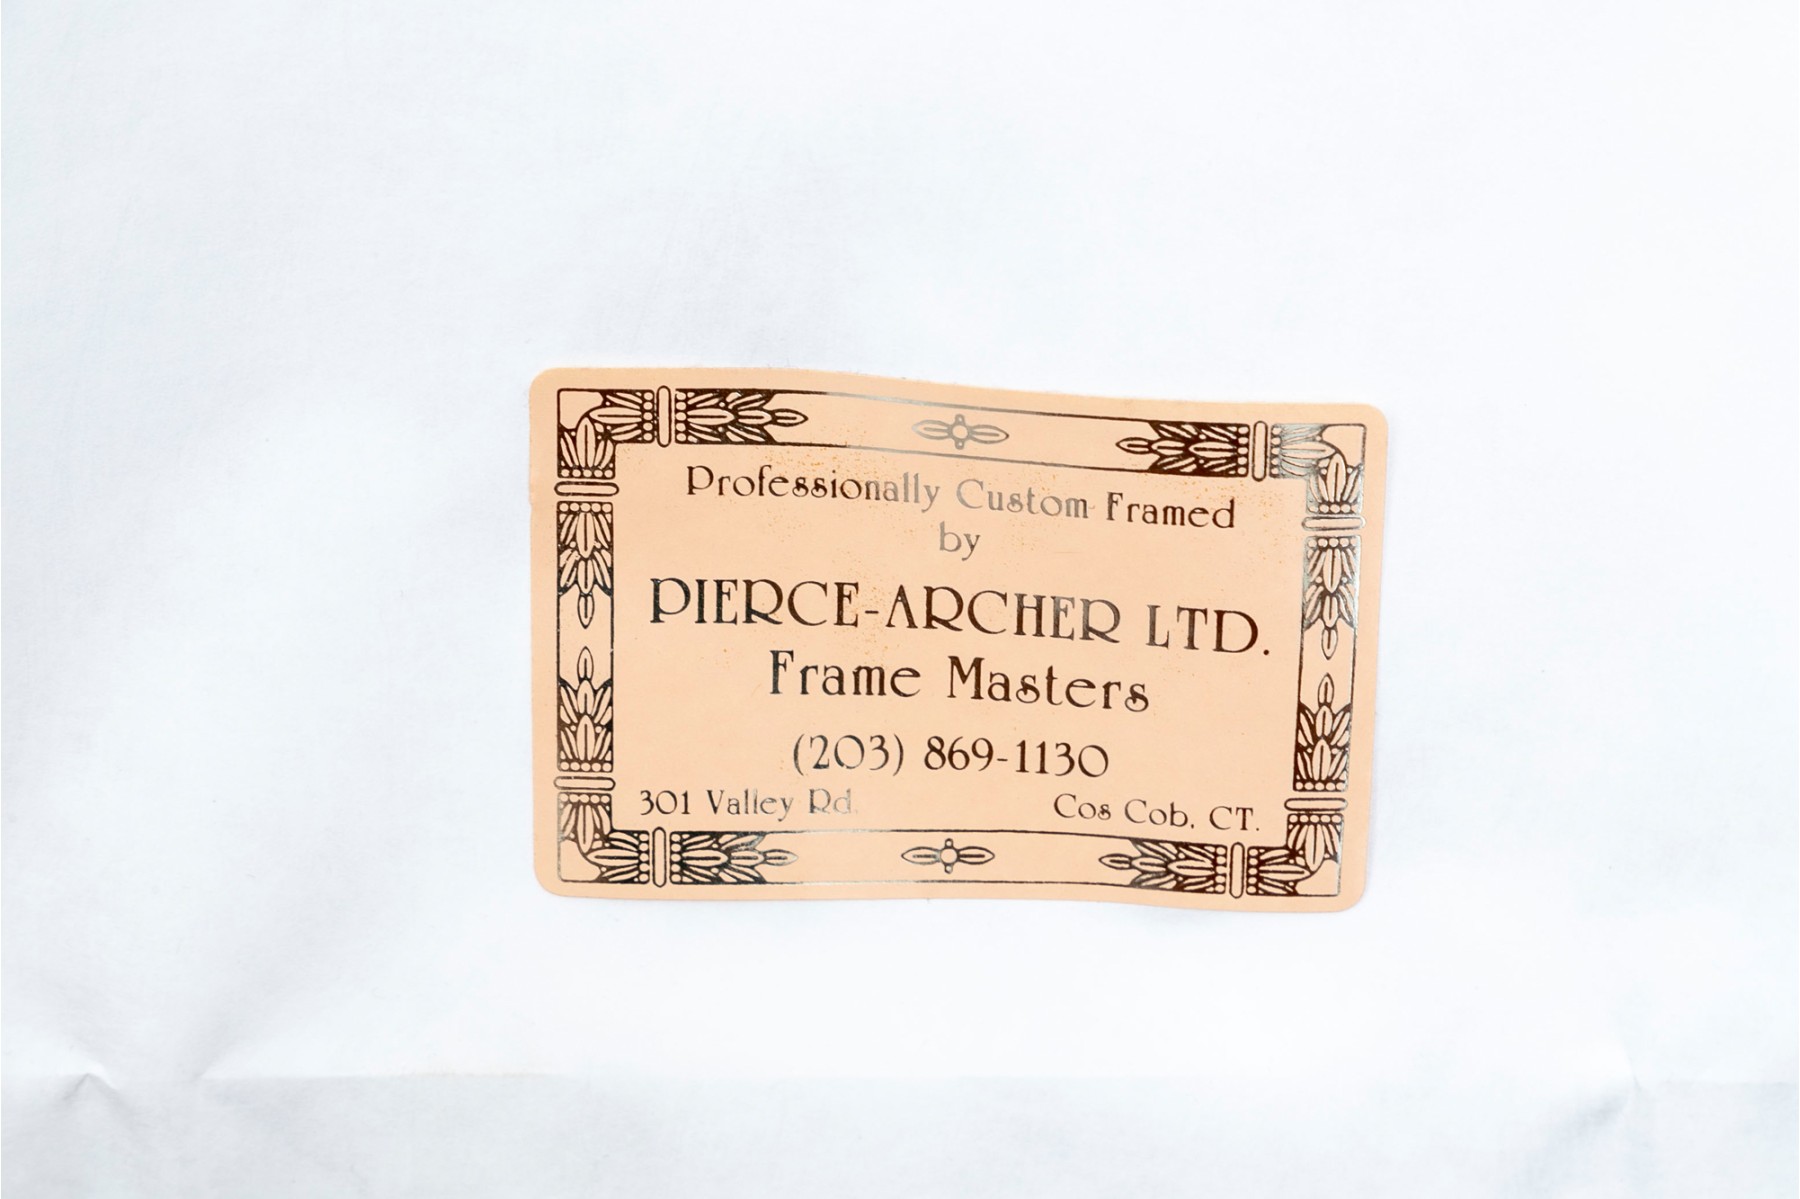 Professionally Custom Framed
by
PIERCE-ARCHER LTD.
Frame Masters
(203) 869-1130
301 Valley Rd. Cos Cob, CT.